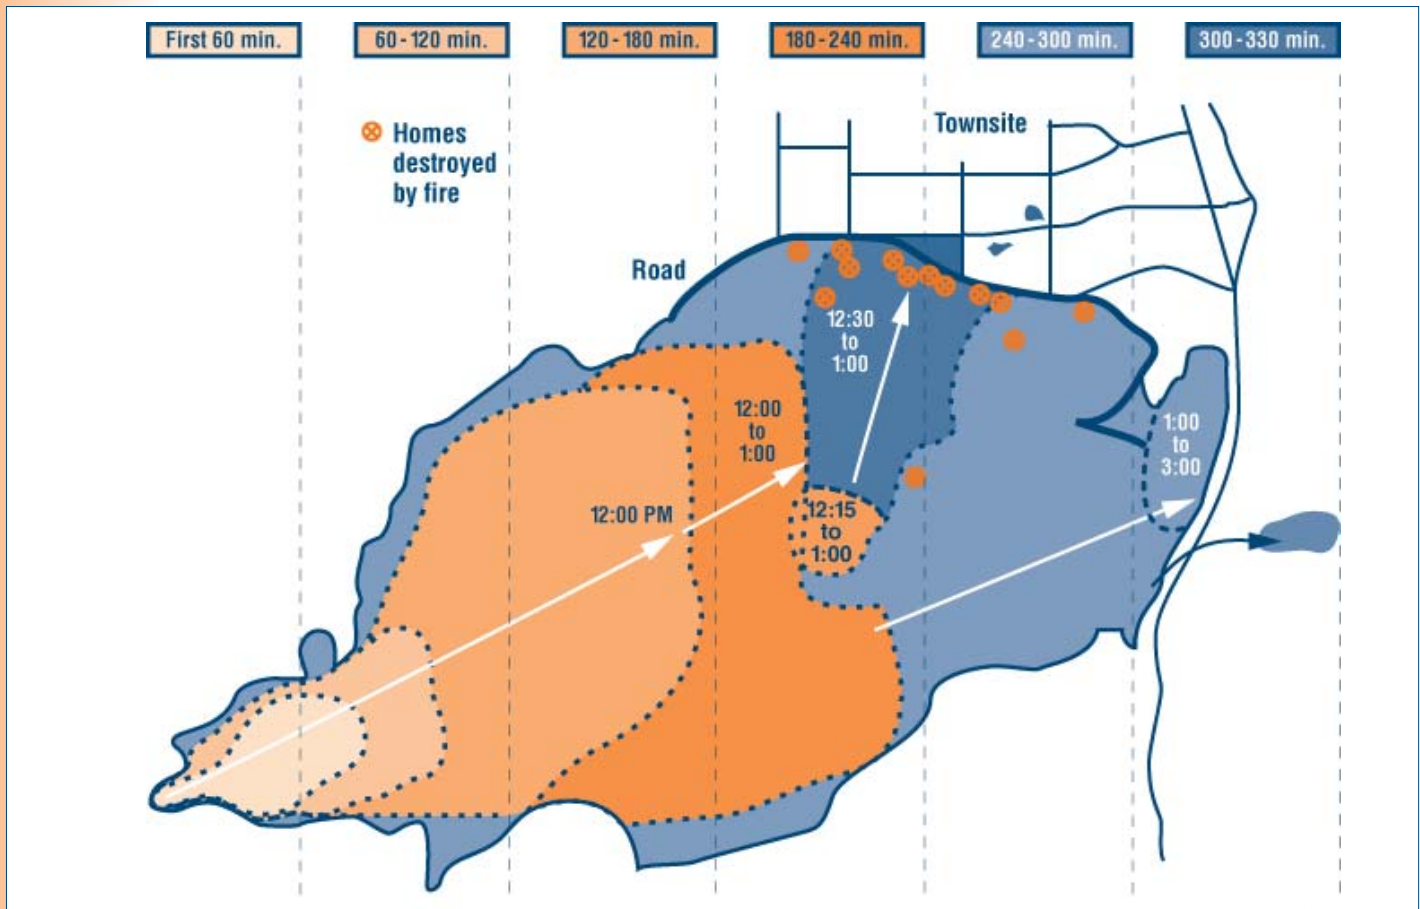 First 60 min.
60-120 min.
120-180 min.
180-240 min.
240-300 min.
300-330 min.
Homes
destroyed
by fire
Townsite
Road
12:30
to
1:00
12:00
to
1:00
1:00
to
3:00
12:00 PM
12:15
to
1:00